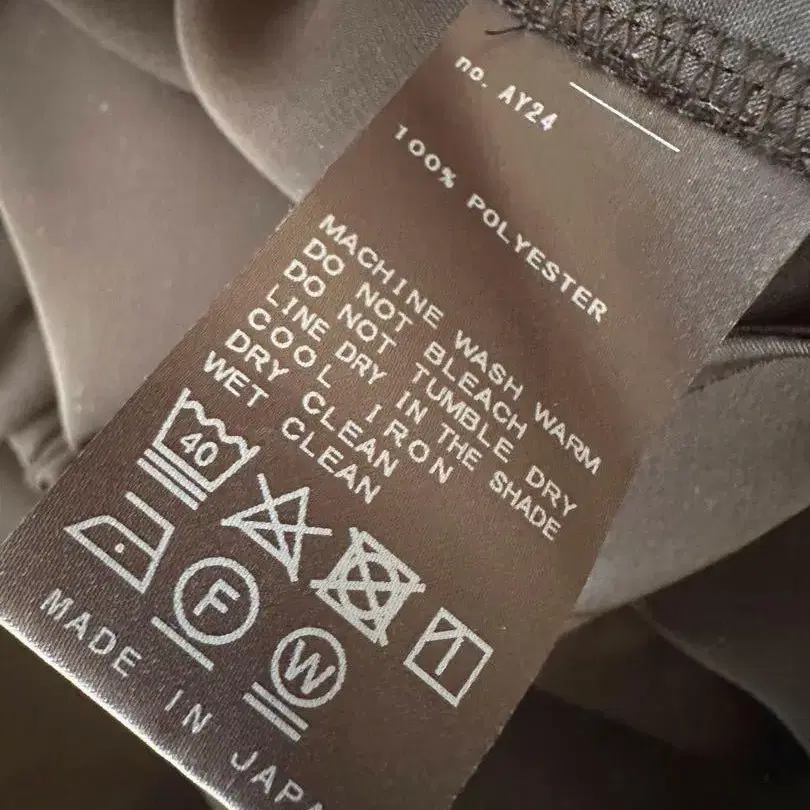 no. AY24
100% POLYESTER
MACHINE WASH WARM
DO NOT BLEACH
DO NOT TUMBLE DRY
LINE DRY IN THE SHADE
COOL IRON
DRY CLEAN
WET CLEAN
40
F
W
MADE IN JAPA